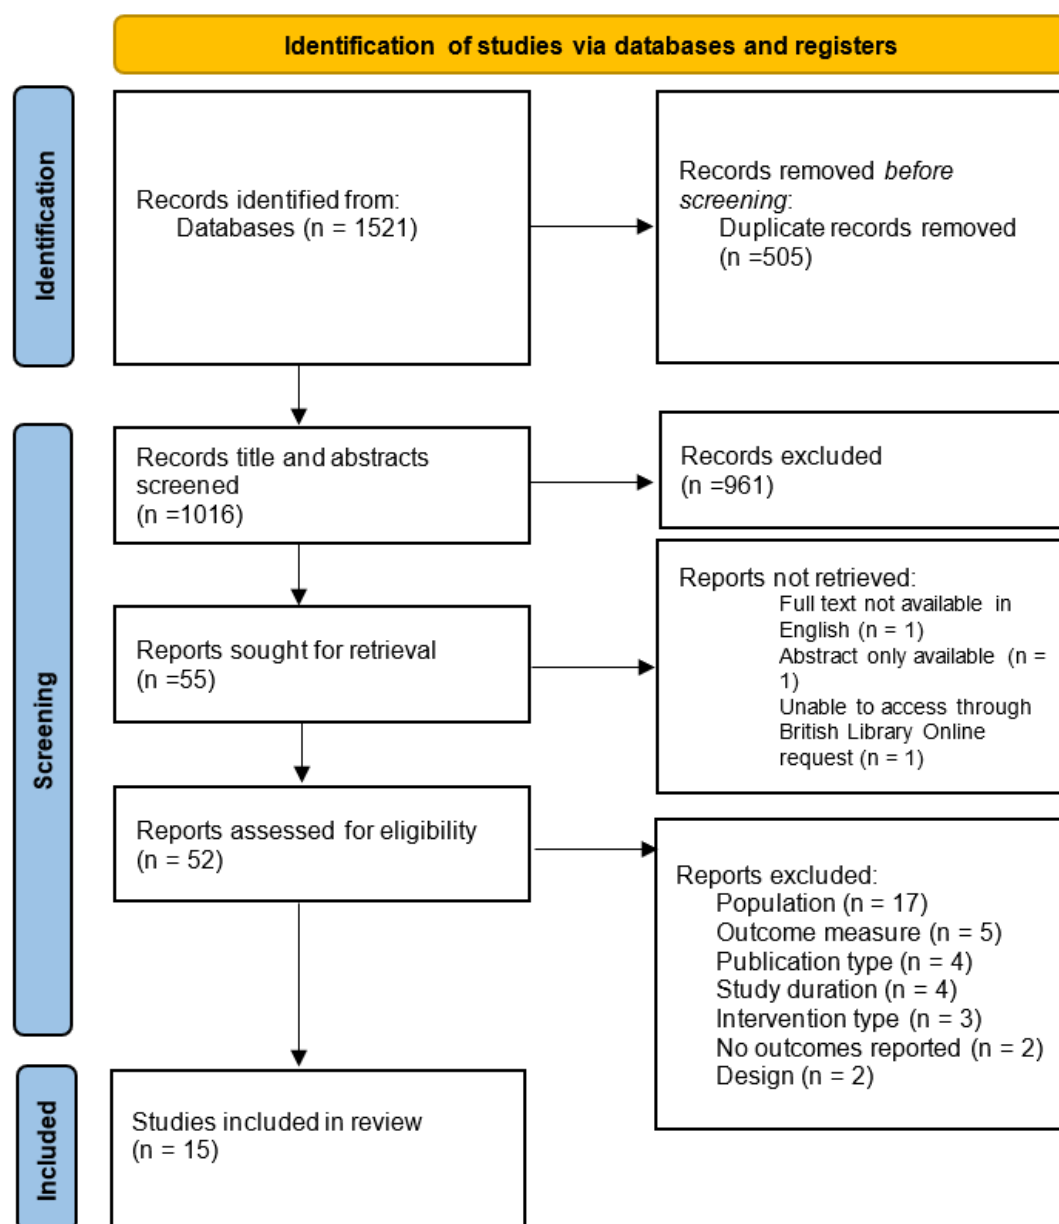 Identification of studies via databases and registers
Identification
Records identified from:
Databases (n = 1521)
Records removed before
screening:
Duplicate records removed
(n =505)
Screening
Records title and abstracts
screened
(n =1016)
Records excluded
(n =961)
Reports sought for retrieval
(n =55)
Reports not retrieved:
Full text not available in
English (n = 1)
Abstract only available (n =
1)
Unable to access through
British Library Online
request (n = 1)
Reports assessed for eligibility
(n = 52)
Reports excluded:
Population (n = 17)
Outcome measure (n = 5)
Publication type (n = 4)
Study duration (n = 4)
Intervention type (n = 3)
No outcomes reported (n = 2)
Design (n = 2)
Included
Studies included in review
(n = 15)